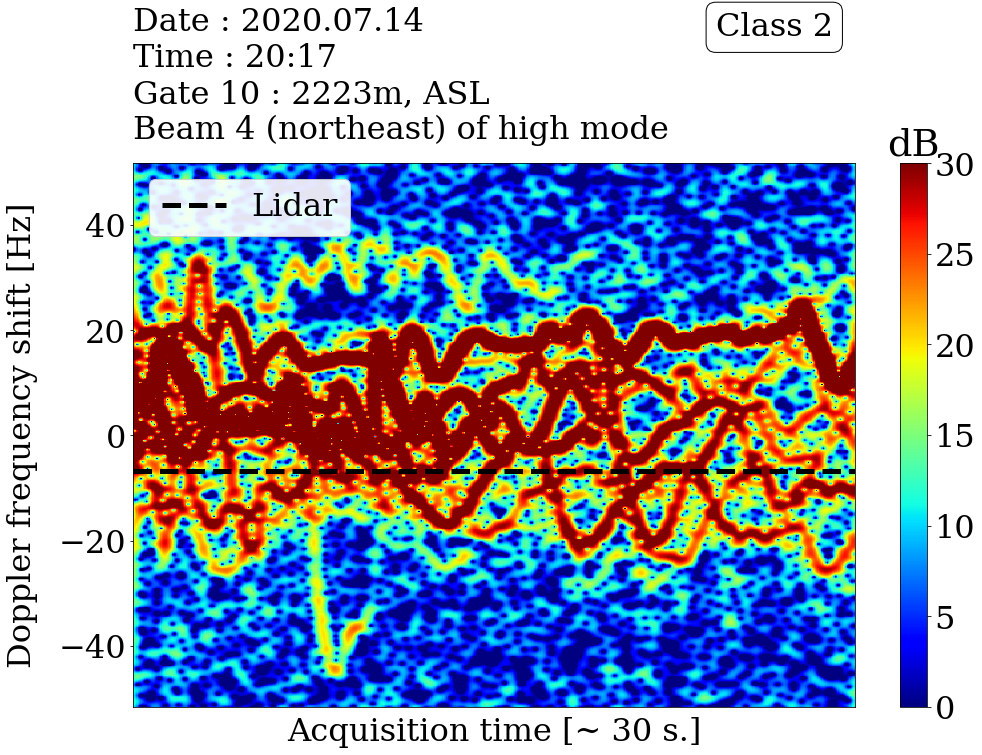 Date : 2020.07.14
Time : 20:17
Gate 10 : 2223m, ASL
Beam 4 (northeast) of high mode
Class 2
dB
Lidar
Doppler frequency shift [Hz]
40
20
0
−20
−40
Acquisition time [~ 30 s.]
30
25
20
15
10
5
0